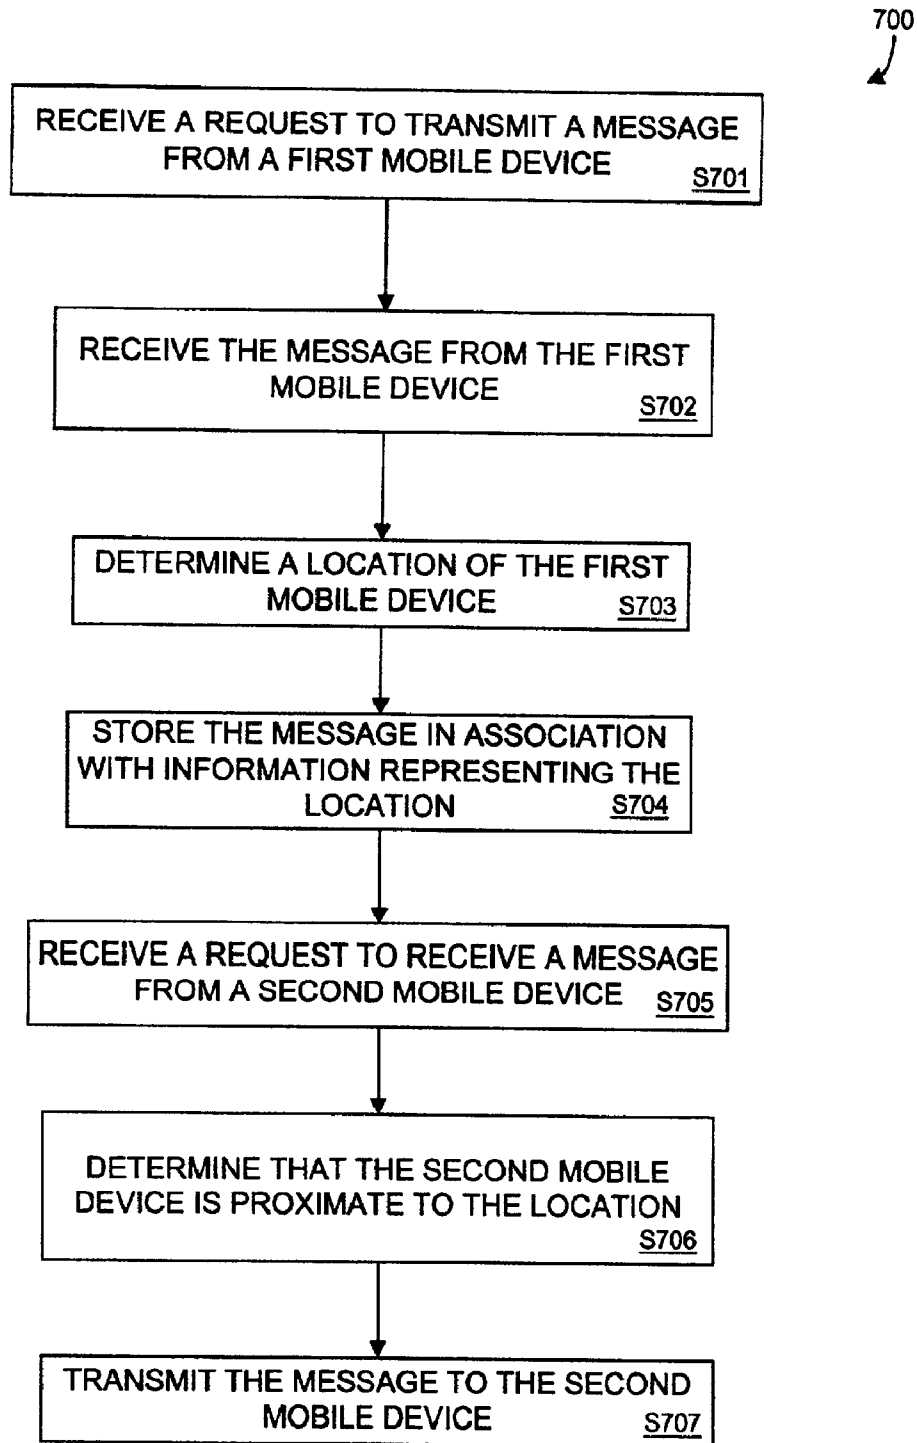 700
RECEIVE A REQUEST TO TRANSMIT A MESSAGE
FROM A FIRST MOBILE DEVICE
S701
RECEIVE THE MESSAGE FROM THE FIRST
MOBILE DEVICE
S702
DETERMINE A LOCATION OF THE FIRST
MOBILE DEVICE
S703
STORE THE MESSAGE IN ASSOCIATION
WITH INFORMATION REPRESENTING THE
LOCATION
S704
RECEIVE A REQUEST TO RECEIVE A MESSAGE
FROM A SECOND MOBILE DEVICE
S705
DETERMINE THAT THE SECOND MOBILE
DEVICE IS PROXIMATE TO THE LOCATION
S706
TRANSMIT THE MESSAGE TO THE SECOND
MOBILE DEVICE
S707